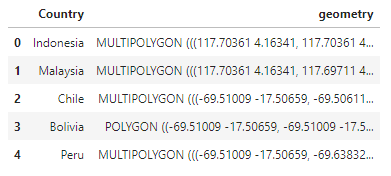 Country geometry
0 Indonesia MULTIPOLYGON (((117.70361 4.16341, 117.70361 4...
1 Malaysia MULTIPOLYGON (((117.70361 4.16341, 117.69711 4...
2 Chile MULTIPOLYGON (((-69.51009 -17.50659, -69.50611...
3 Bolivia POLYGON ((-69.51009 -17.50659, -69.51009 -17.5...
4 Peru MULTIPOLYGON (((-69.51009 -17.50659, -69.63832...